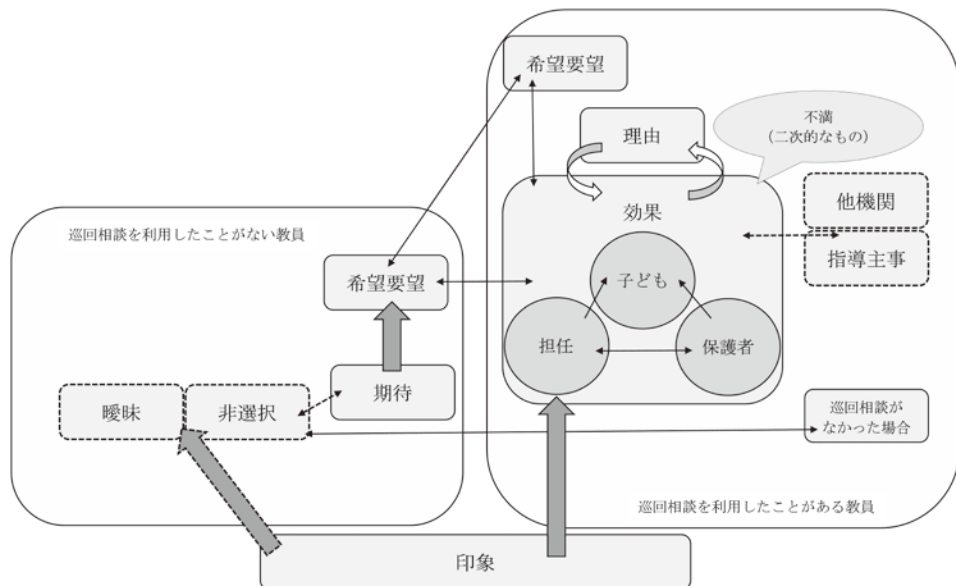 希望要望
理由
不満
（二次的なもの）
効果
他機関
指導主事
子ども
担任
保護者
巡回相談が
なかった場合
巡回相談を利用したことがある教員
巡回相談を利用したことがない教員
希望要望
期待
曖昧
非選択
印象